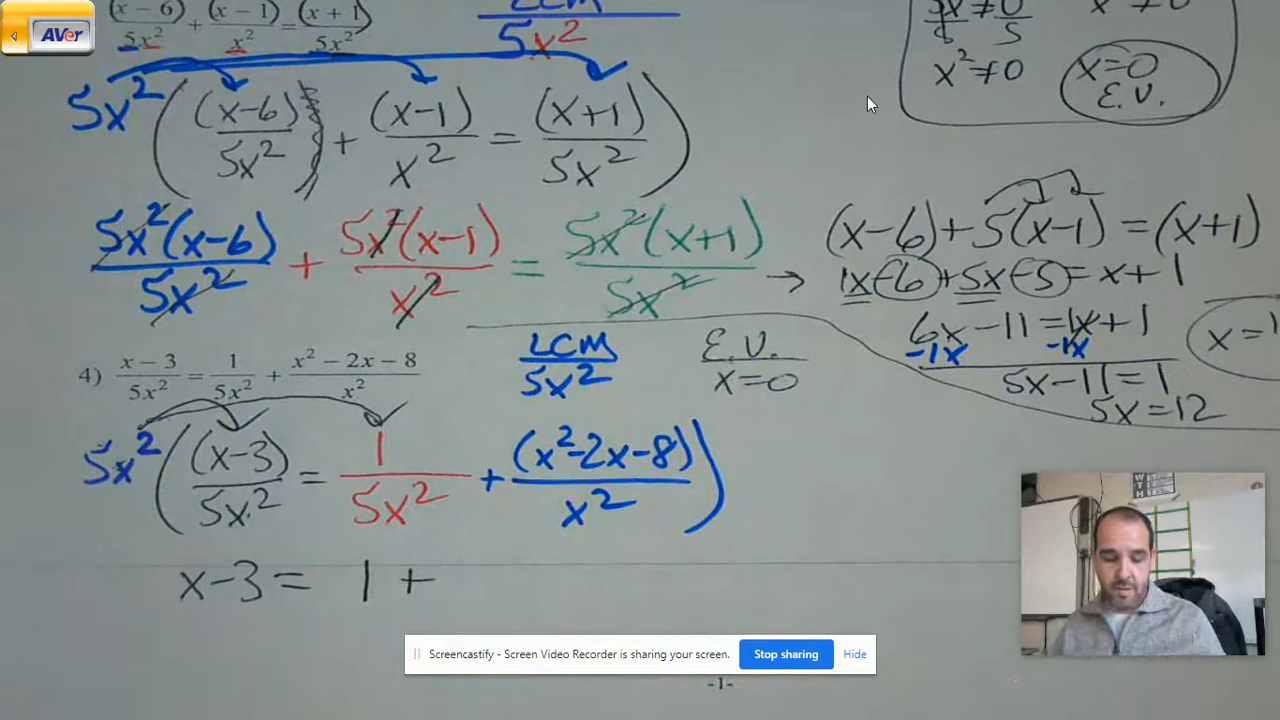 AVer
(x − 6)/5x² + (x − 1)/x² = (x + 1)/5x²
5x²
5x ≠ 0
5 5
x² ≠ 0
x = 0
E.V.
5x² ( (x-6)/5x² + (x-1)/x² = (x+1)/5x² )
5x²(x-6)/5x² + 5x²(x-1)/x² = 5x²(x+1)/5x² →
(x-6)+5(x-1) = (x+1)
1x-6+5x-5 = x+1
6x-11 = 1x+1
-1x -1x
5x-11 = 1
5x = 12
4) (x − 3)/5x² = 1/5x² + (x² − 2x − 8)/x²
LCM
5x²
E.V.
x=0
5x² ( (x-3)/5x² = 1/5x² + (x²-2x-8)/x² )
x-3 = 1 +
Screencastify - Screen Video Recorder is sharing your screen. Stop sharing Hide
-1-